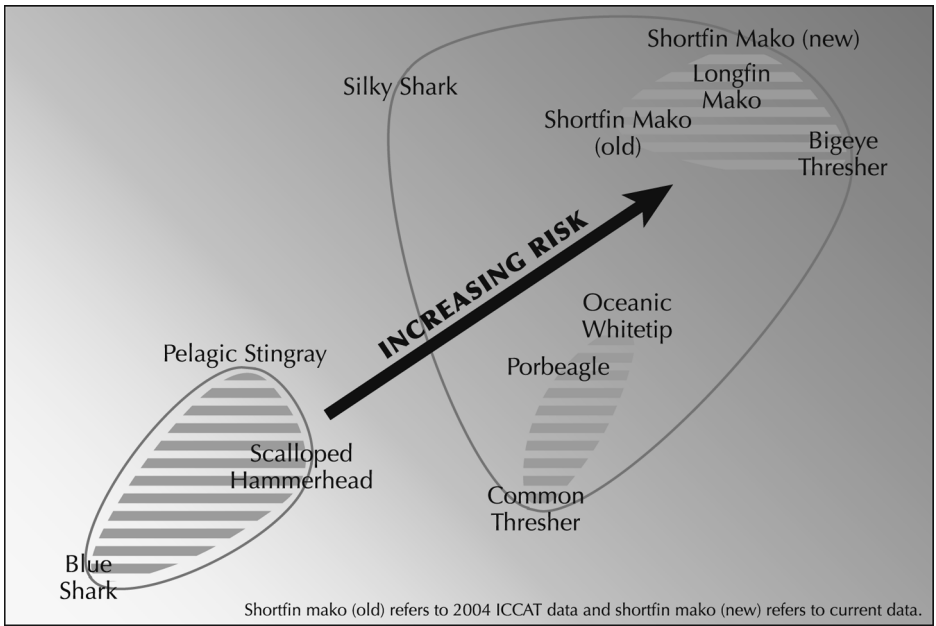 Shortfin Mako (new)
Longfin
Mako
Silky Shark
Shortfin Mako
(old)
Bigeye
Thresher
INCREASING RISK
Oceanic
Whitetip
Pelagic Stingray
Porbeagle
Scalloped
Hammerhead
Common
Thresher
Blue
Shark
Shortfin mako (old) refers to 2004 ICCAT data and shortfin mako (new) refers to current data.